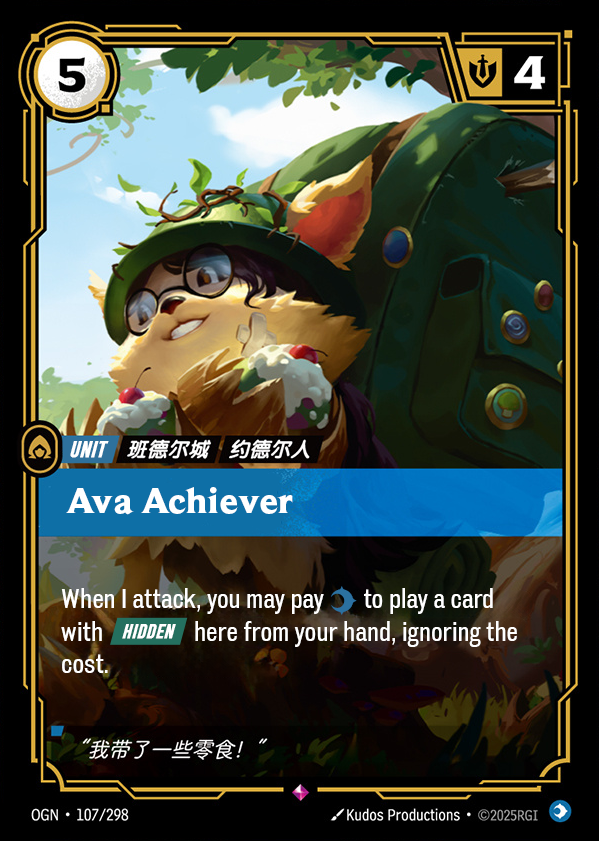 5
4
UNIT 班德尔城 约德尔人
Ava Achiever
When I attack, you may pay to play a card
with HIDDEN here from your hand, ignoring the
cost.
“我带了一些零食！”
OGN • 107/298
Kudos Productions • ©2025RGI